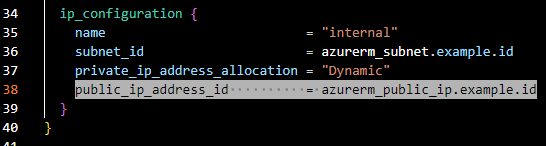 34 ip_configuration {
35 name = "internal"
36 subnet_id = azurerm_subnet.example.id
37 private_ip_address_allocation = "Dynamic"
38 public_ip_address_id = azurerm_public_ip.example.id
39 }
40 }